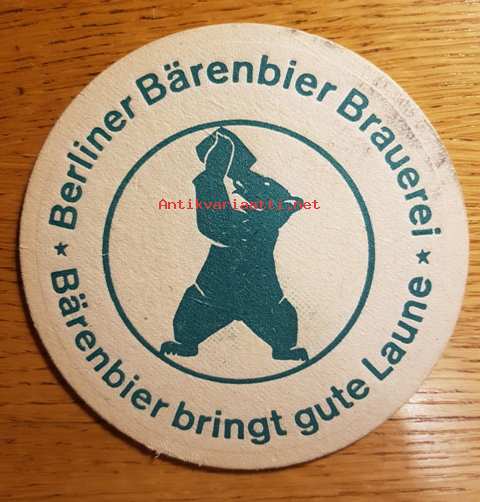 Berliner Bärenbier Brauerei
* Bärenbier bringt gute Laune *
Antikvariaatti.net